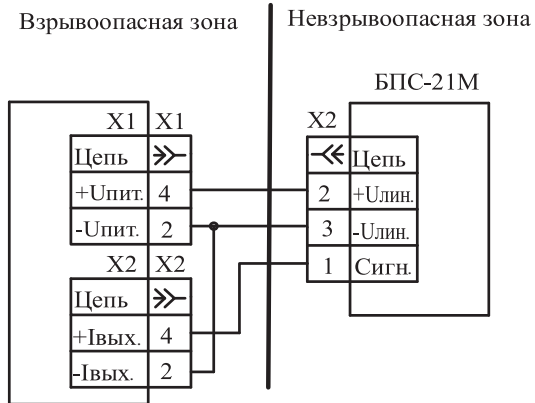 Взрывоопасная зона
Невзрывоопасная зона
БПС-21М
X1 X1
Цепь
+Uпит. 4
-Uпит. 2
X2 X2
Цепь
+Iвых. 4
-Iвых. 2
X2
Цепь
2 +Uлин.
3 -Uлин.
1 Сигн.